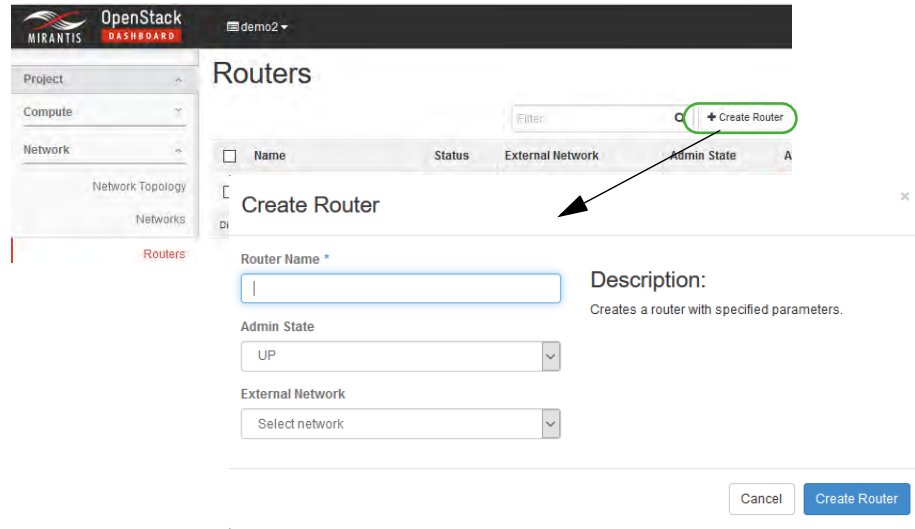 MIRANTIS
OpenStack
DASHBOARD
demo2
Project
Compute
Network
Network Topology
Networks
Routers
Routers
Filter
+ Create Router
Name Status External Network Admin State A
Di
Create Router
×
Router Name *
Admin State
UP
External Network
Select network
Description:
Creates a router with specified parameters.
Cancel
Create Router